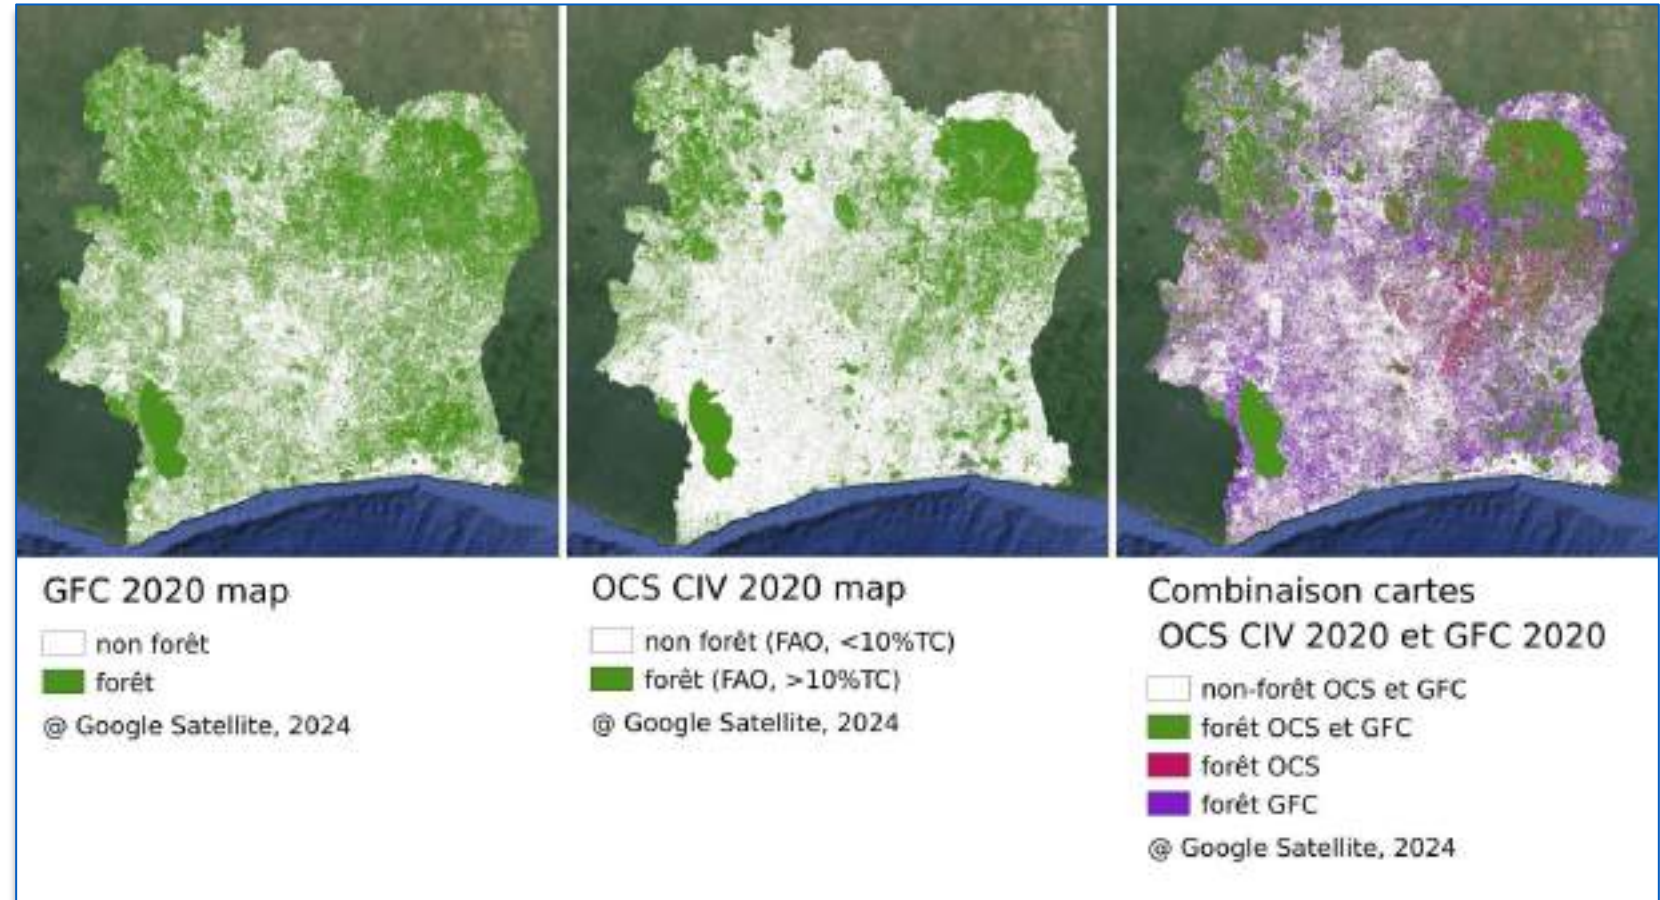 GFC 2020 map
non forêt
forêt
@ Google Satellite, 2024
OCS CIV 2020 map
non forêt (FAO, <10%TC)
forêt (FAO, >10%TC)
@ Google Satellite, 2024
Combinaison cartes
OCS CIV 2020 et GFC 2020
non-forêt OCS et GFC
forêt OCS et GFC
forêt OCS
forêt GFC
@ Google Satellite, 2024